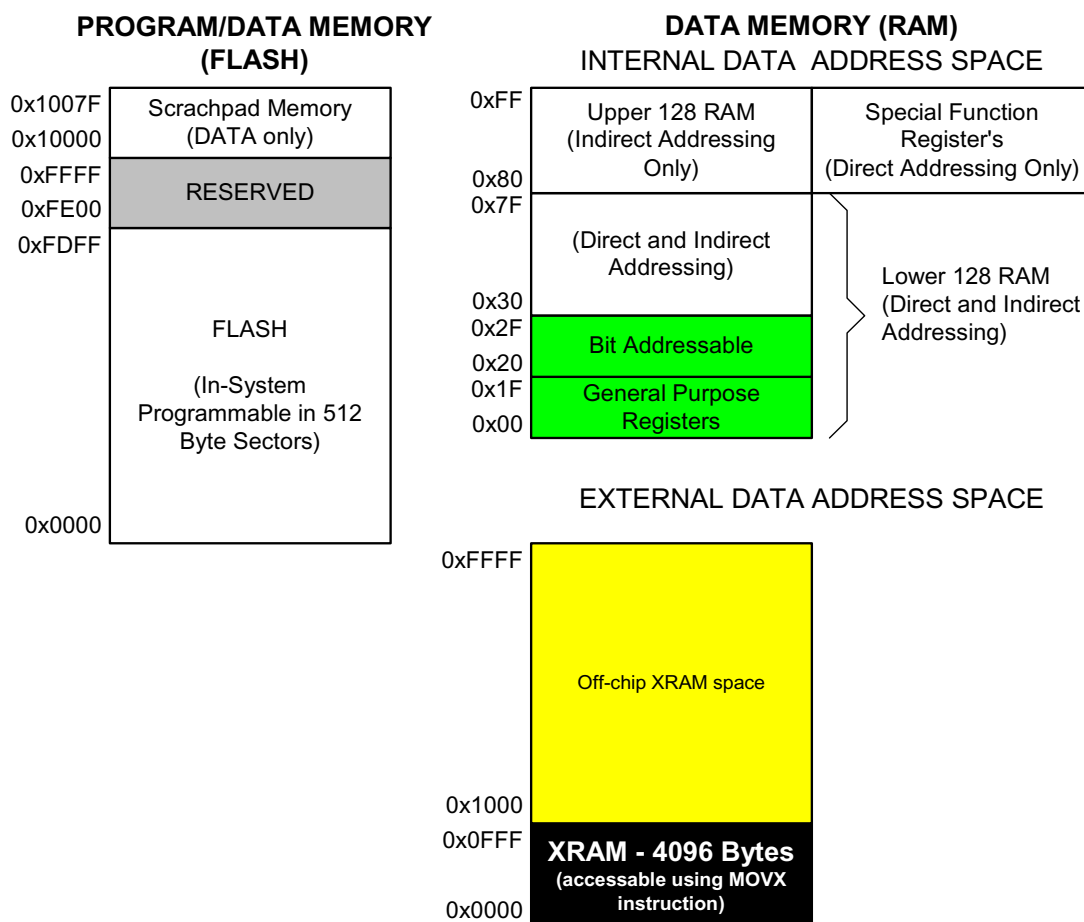 PROGRAM/DATA MEMORY
(FLASH)
0x1007F
0x10000
Scrachpad Memory
(DATA only)
0xFFFF
0xFE00
RESERVED
0xFDFF
FLASH
(In-System
Programmable in 512
Byte Sectors)
0x0000
DATA MEMORY (RAM)
INTERNAL DATA ADDRESS SPACE
0xFF
0x80
Upper 128 RAM
(Indirect Addressing
Only)
Special Function
Register's
(Direct Addressing Only)
0x7F
0x30
(Direct and Indirect
Addressing)
0x2F
0x20
Bit Addressable
0x1F
0x00
General Purpose
Registers
Lower 128 RAM
(Direct and Indirect
Addressing)
EXTERNAL DATA ADDRESS SPACE
0xFFFF
Off-chip XRAM space
0x1000
0x0FFF
0x0000
XRAM - 4096 Bytes
(accessable using MOVX
instruction)